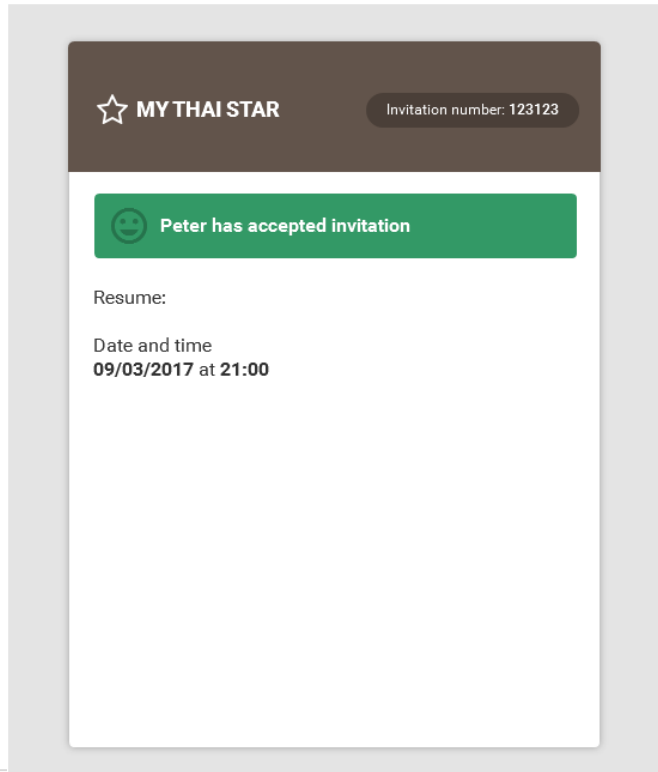 MY THAI STAR
Invitation number: 123123
Peter has accepted invitation
Resume:
Date and time
09/03/2017 at 21:00